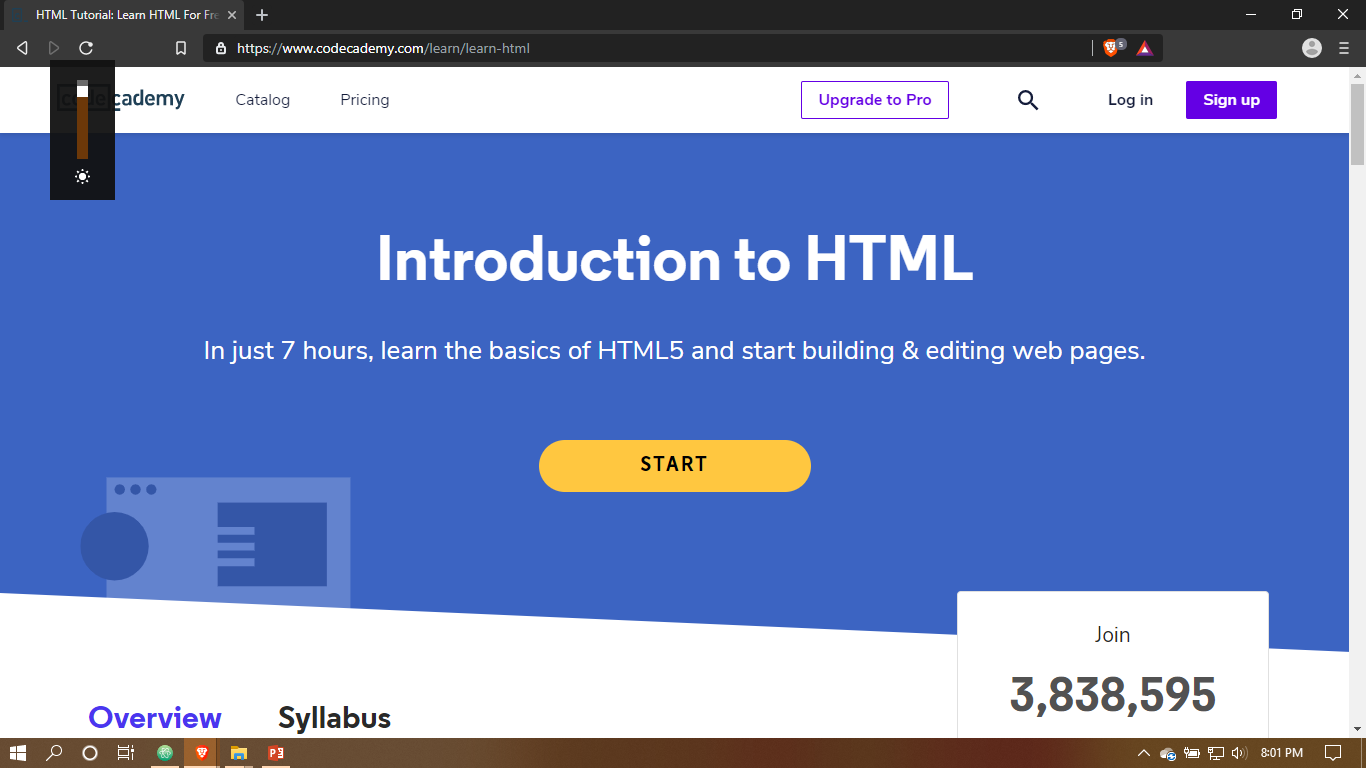 HTML Tutorial: Learn HTML For Fre
https://www.codecademy.com/learn/learn-html
5
codecademy
Catalog
Pricing
Upgrade to Pro
Log in
Sign up
Introduction to HTML
In just 7 hours, learn the basics of HTML5 and start building & editing web pages.
START
Join
3,838,595
Overview
Syllabus
8:01 PM